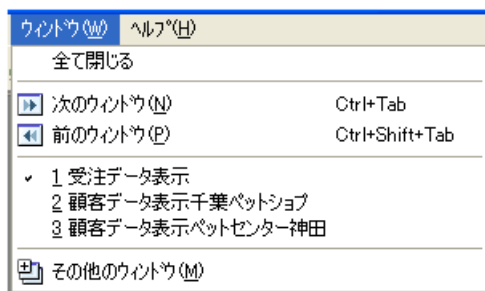 ウィンドウ(W) ヘルプ(H)
全て閉じる
次のウィンドウ(N) Ctrl+Tab
前のウィンドウ(P) Ctrl+Shift+Tab
✓ 1 受注データ表示
2 顧客データ表示千葉ペットショップ
3 顧客データ表示ペットセンター神田
その他のウィンドウ(M)